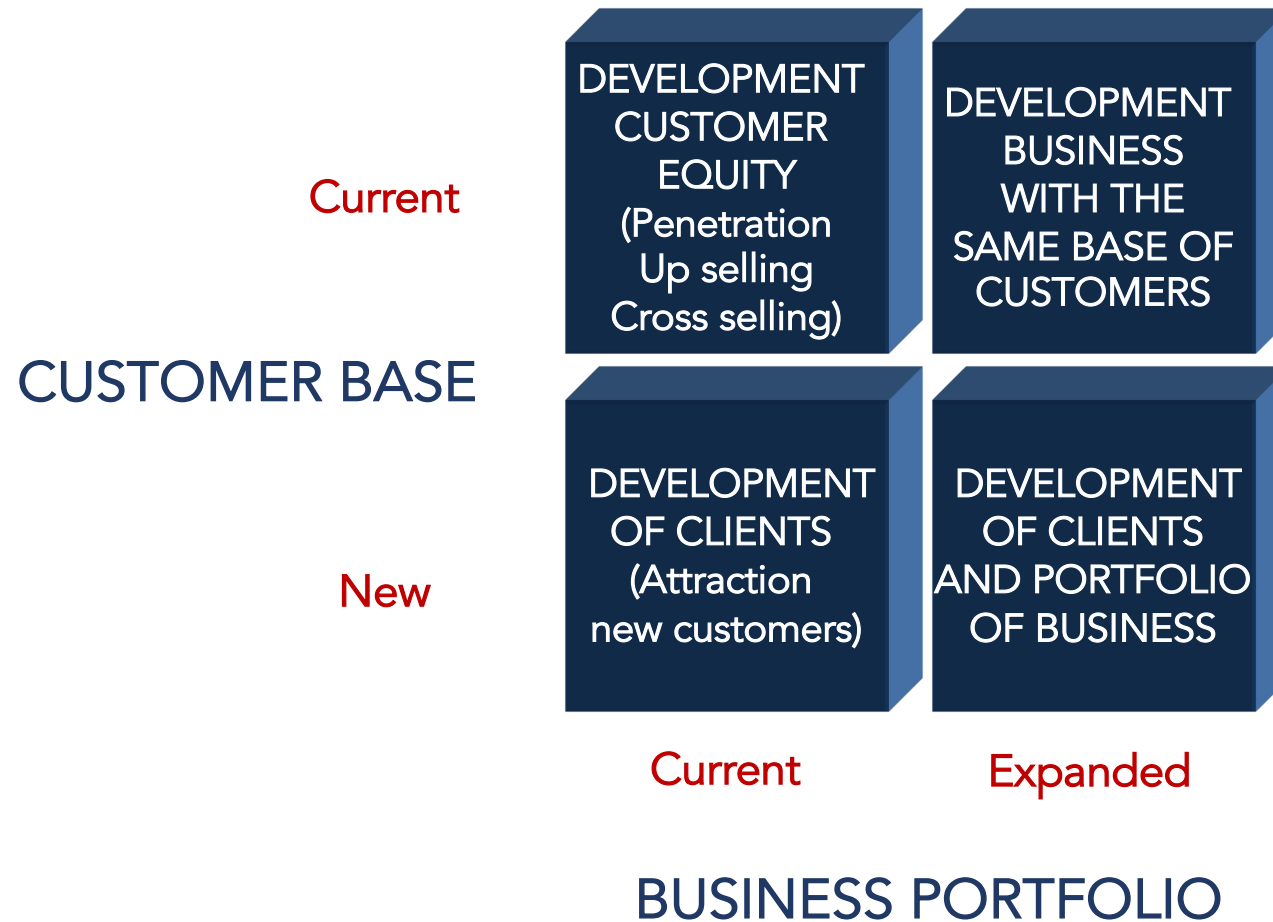 DEVELOPMENT
CUSTOMER
EQUITY
(Penetration
Up selling
Cross selling)
DEVELOPMENT
BUSINESS
WITH THE
SAME BASE OF
CUSTOMERS
Current
CUSTOMER BASE
DEVELOPMENT
OF CLIENTS
(Attraction
new customers)
DEVELOPMENT
OF CLIENTS
AND PORTFOLIO
OF BUSINESS
New
Current
Expanded
BUSINESS PORTFOLIO